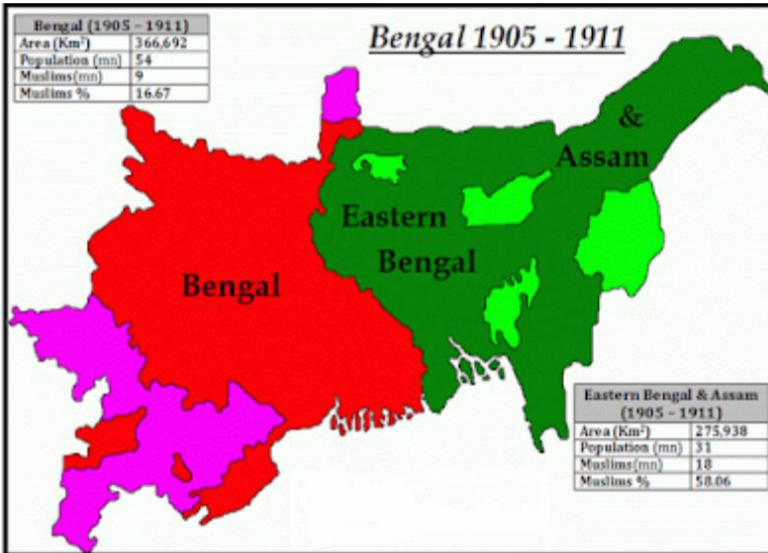 Bengal (1905 – 1911)
Area (Km²) 366,692
Population (mn) 54
Muslims(mn) 9
Muslims % 16.67
Bengal 1905 - 1911
&
Assam
Eastern
Bengal
Bengal
Eastern Bengal & Assam
(1905 – 1911)
Area (Km²) 275,938
Population (mn) 31
Muslims(mn) 18
Muslims % 58.06